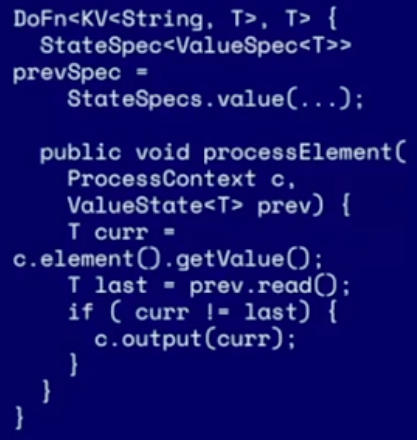 DoFn<KV<String, T>, T> {
StateSpec<ValueSpec<T>>
prevSpec =
StateSpecs.value(...);
public void processElement(
ProcessContext c,
ValueState<T> prev) {
T curr =
c.element().getValue();
T last = prev.read();
if ( curr != last) {
c.output(curr);
}
}
}